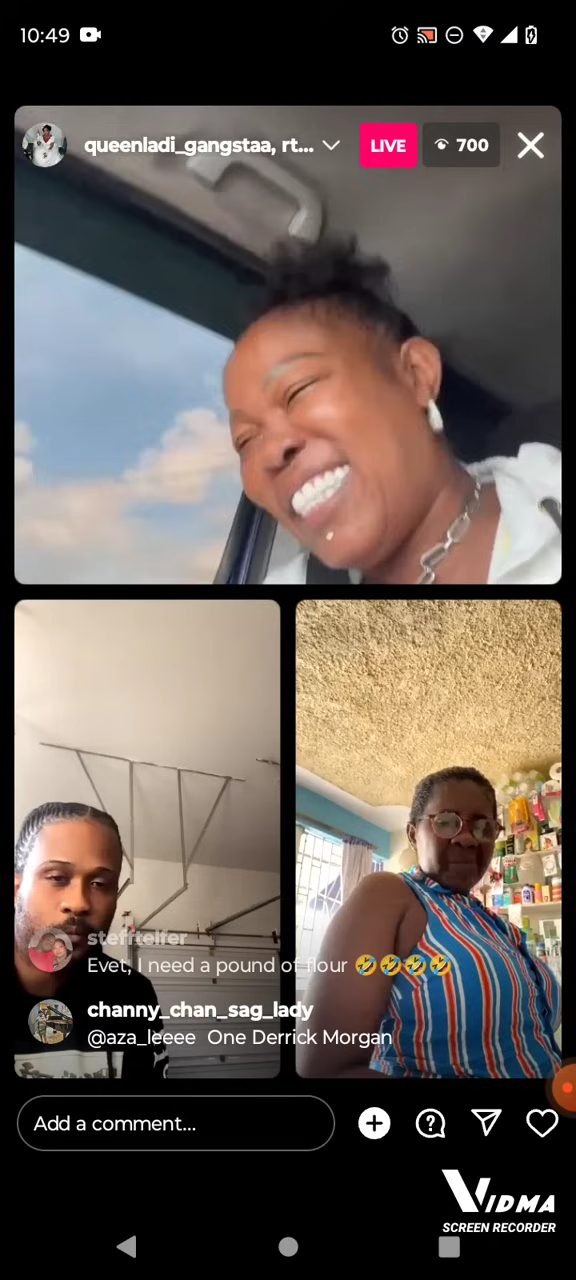 10:49
queenladi_gangstaa, rt...
LIVE
700
stefftelfer
Evet, I need a pound of flour 🤣🤣🤣🤣
channy_chan_sag_lady
@aza_leeee One Derrick Morgan
Add a comment...
VIDMA
SCREEN RECORDER